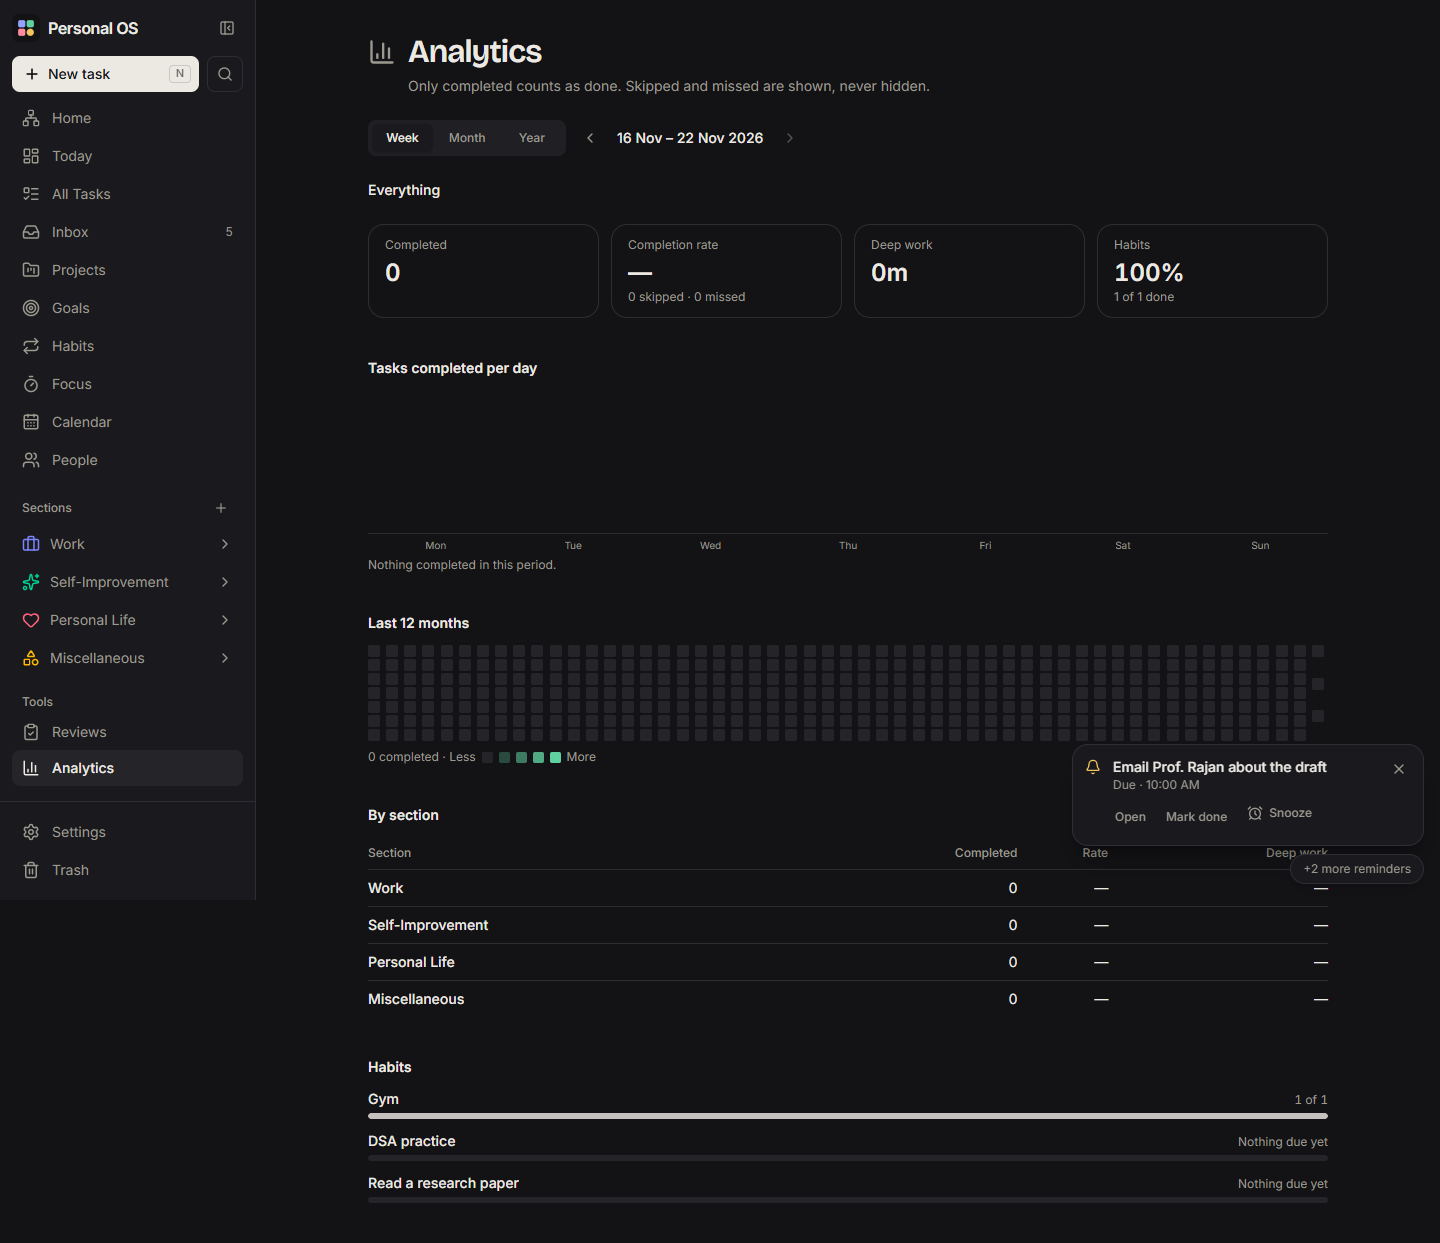 Personal OS
New task N
Home
Today
All Tasks
Inbox 5
Projects
Goals
Habits
Focus
Calendar
People
Sections
Work
Self-Improvement
Personal Life
Miscellaneous
Tools
Reviews
Analytics
Settings
Trash
Analytics
Only completed counts as done. Skipped and missed are shown, never hidden.
Week Month Year 16 Nov – 22 Nov 2026
Everything
Completed
0
Completion rate
—
0 skipped · 0 missed
Deep work
0m
Habits
100%
1 of 1 done
Tasks completed per day
Mon Tue Wed Thu Fri Sat Sun
Nothing completed in this period.
Last 12 months
0 completed · Less More
By section
Section Completed Rate Deep work
Work 0 — —
Self-Improvement 0 — —
Personal Life 0 — —
Miscellaneous 0 — —
Habits
Gym 1 of 1
DSA practice Nothing due yet
Read a research paper Nothing due yet
Email Prof. Rajan about the draft
Due · 10:00 AM
Open Mark done Snooze
+2 more reminders